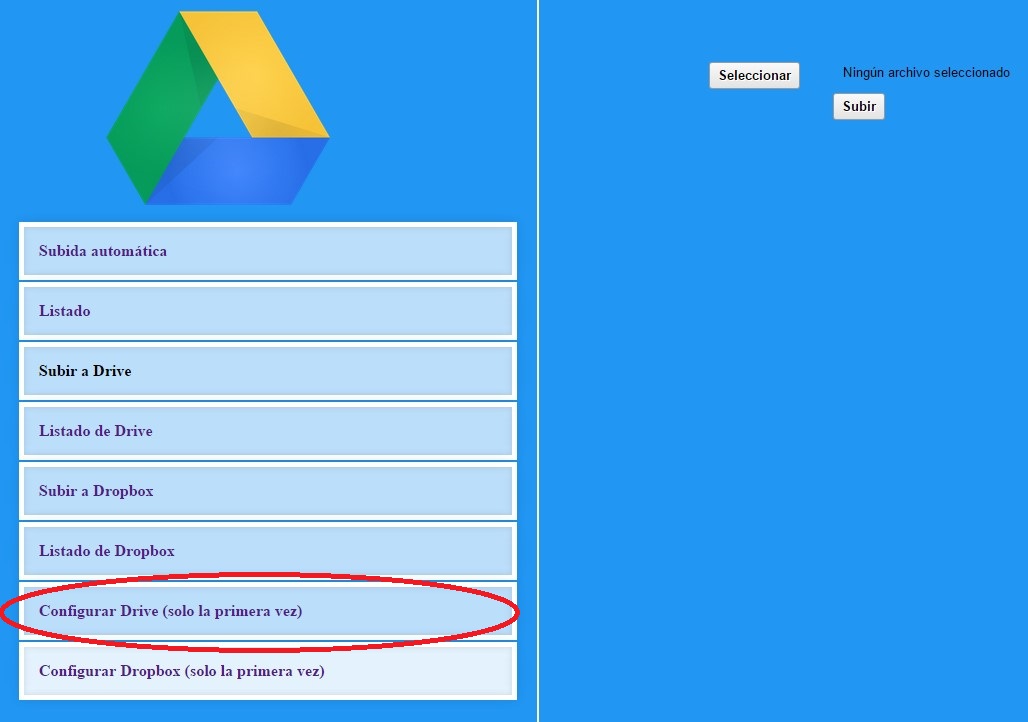 Seleccionar
Ningún archivo seleccionado
Subir
Subida automática
Listado
Subir a Drive
Listado de Drive
Subir a Dropbox
Listado de Dropbox
Configurar Drive (solo la primera vez)
Configurar Dropbox (solo la primera vez)